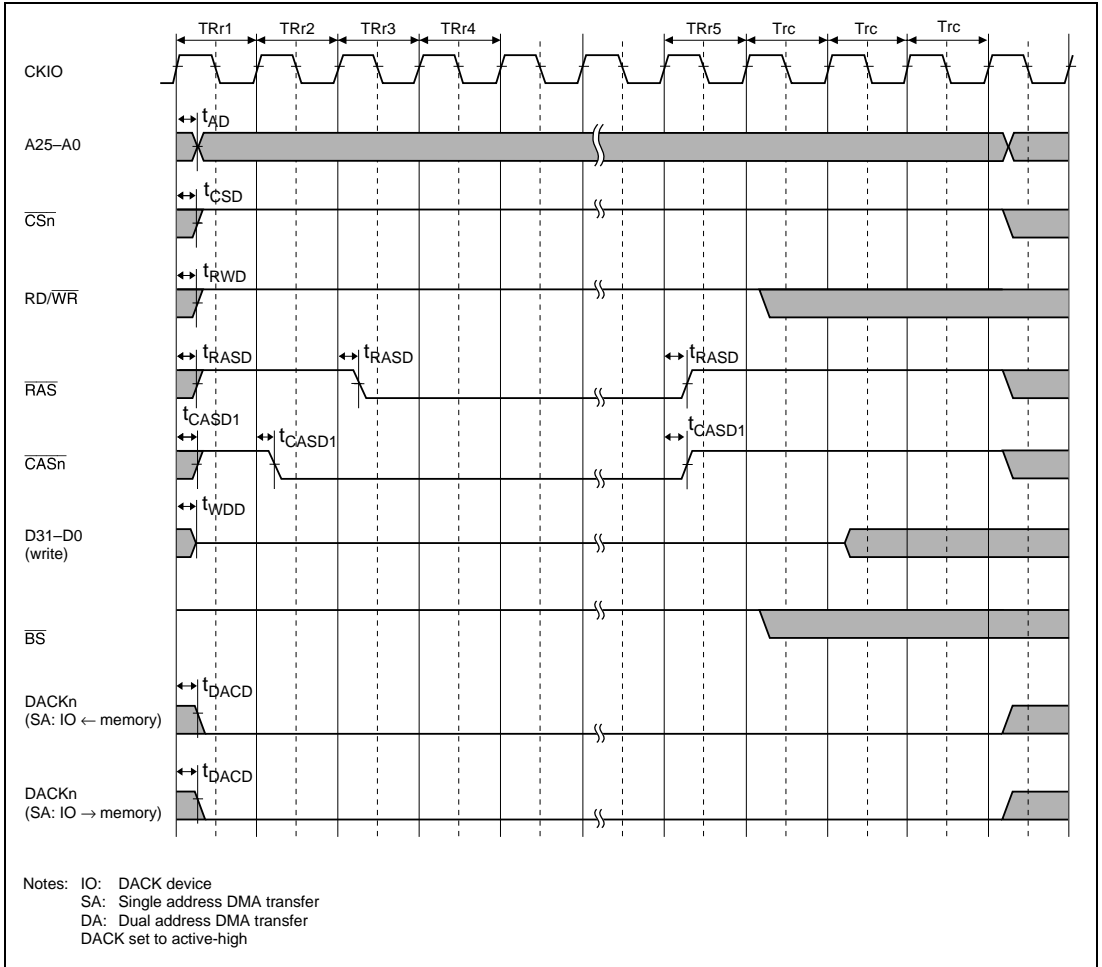 TRr1 TRr2 TRr3 TRr4 TRr5 Trc Trc Trc
CKIO
tAD
A25–A0
tCSD
CSn
tRWD
RD/WR
tRASD tRASD tRASD
RAS
tCASD1 tCASD1 tCASD1
CASn
tWDD
D31–D0
(write)
BS
tDACD
DACKn
(SA: IO ← memory)
tDACD
DACKn
(SA: IO → memory)
Notes: IO: DACK device
SA: Single address DMA transfer
DA: Dual address DMA transfer
DACK set to active-high